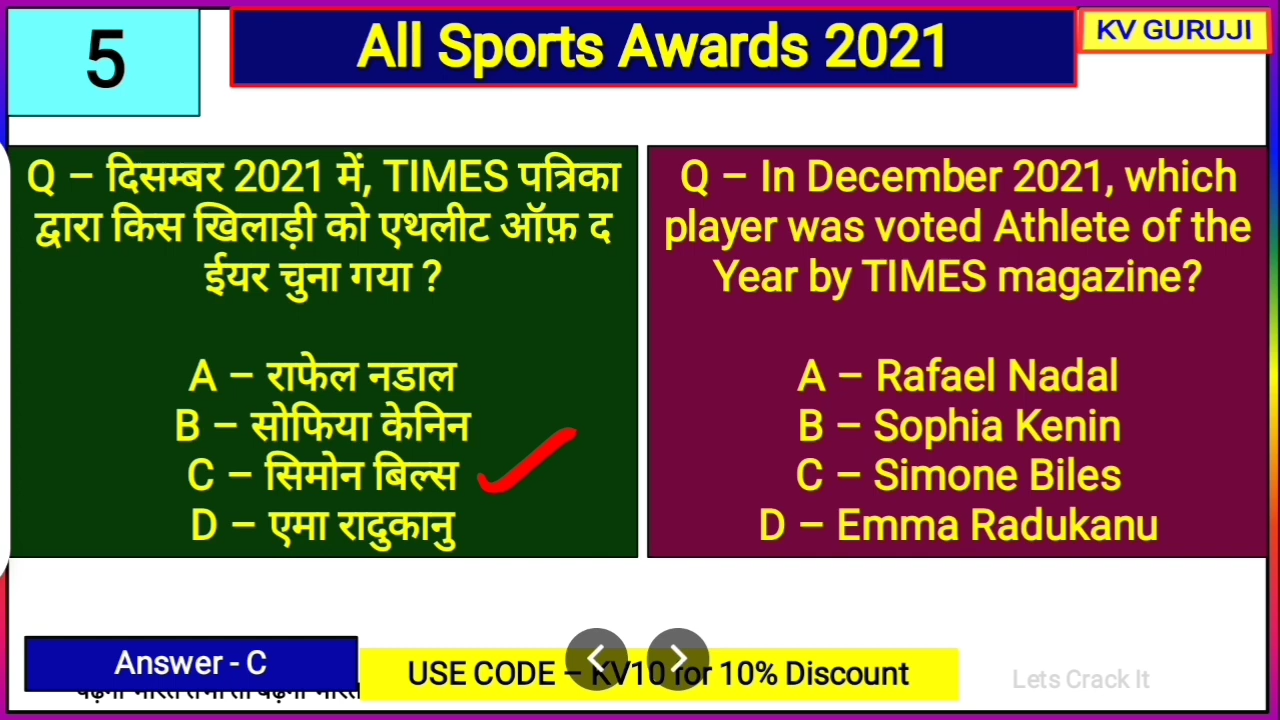 5
All Sports Awards 2021
KV GURUJI
Q – दिसम्बर 2021 में, TIMES पत्रिका
द्वारा किस खिलाड़ी को एथलीट ऑफ़ द
ईयर चुना गया ?
A – राफेल नडाल
B – सोफिया केनिन
C – सिमोन बिल्स
D – एमा रादुकानु
Q – In December 2021, which
player was voted Athlete of the
Year by TIMES magazine?
A – Rafael Nadal
B – Sophia Kenin
C – Simone Biles
D – Emma Radukanu
Answer - C
USE CODE – KV10 for 10% Discount
Lets Crack It